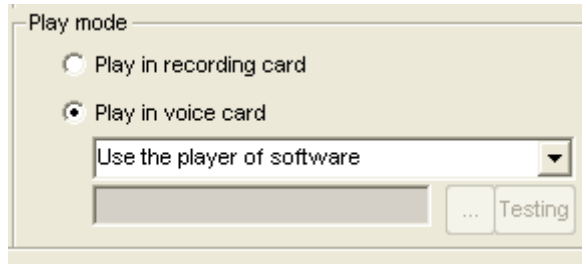 Play mode
Play in recording card
Play in voice card
Use the player of software
... Testing